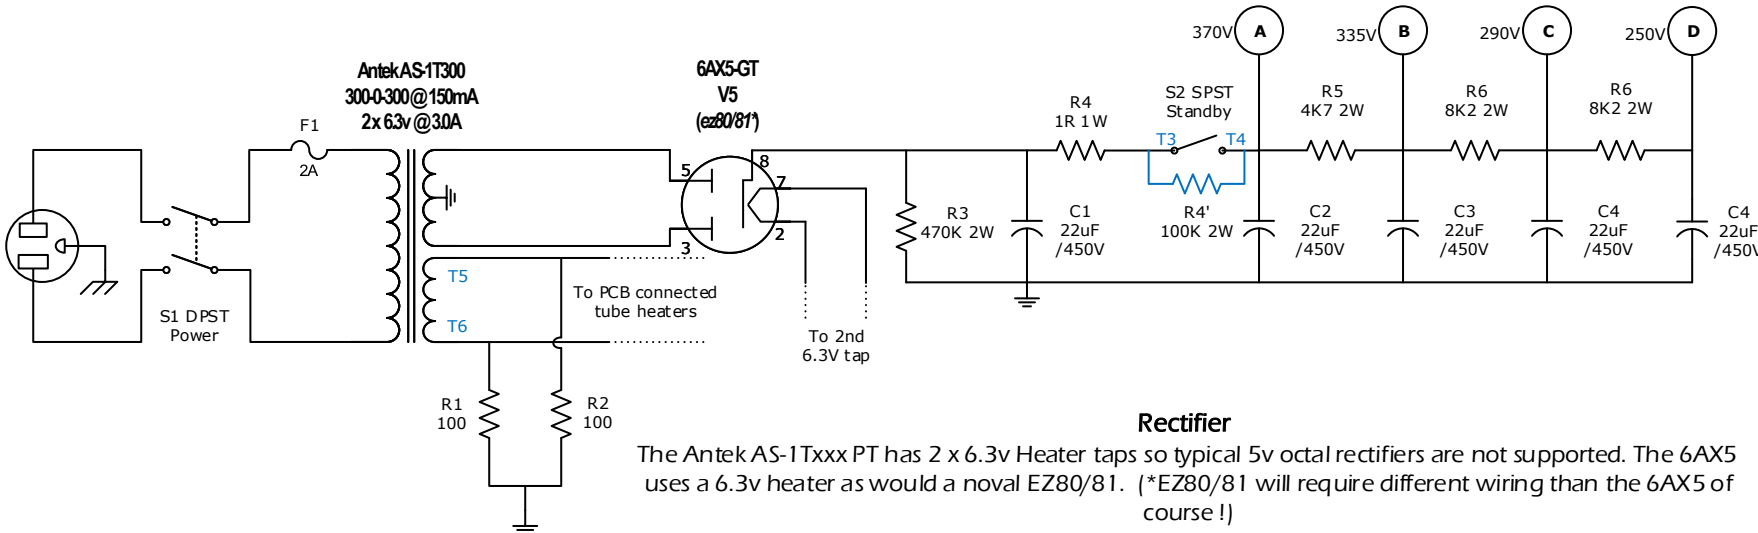 370V
A
335V
B
290V
C
250V
D
Antek AS-1T300
300-0-300 @ 150mA
2 x 6.3v @ 3.0A
6AX5-GT
V5
(ez80/81*)
F1
2A
R4
1R 1W
S2 SPST
Standby
R5
4K7 2W
R6
8K2 2W
R6
8K2 2W
T3
T4
5
8
7
3
2
R3
470K 2W
C1
22uF
/450V
R4'
100K 2W
C2
22uF
/450V
C3
22uF
/450V
C4
22uF
/450V
C4
22uF
/450V
T5
T6
To PCB connected
tube heaters
S1 DPST
Power
To 2nd
6.3V tap
R1
100
R2
100
Rectifier
The Antek AS-1Txxx PT has 2 x 6.3v Heater taps so typical 5v octal rectifiers are not supported. The 6AX5
uses a 6.3v heater as would a noval EZ80/81. (*EZ80/81 will require different wiring than the 6AX5 of
course !)